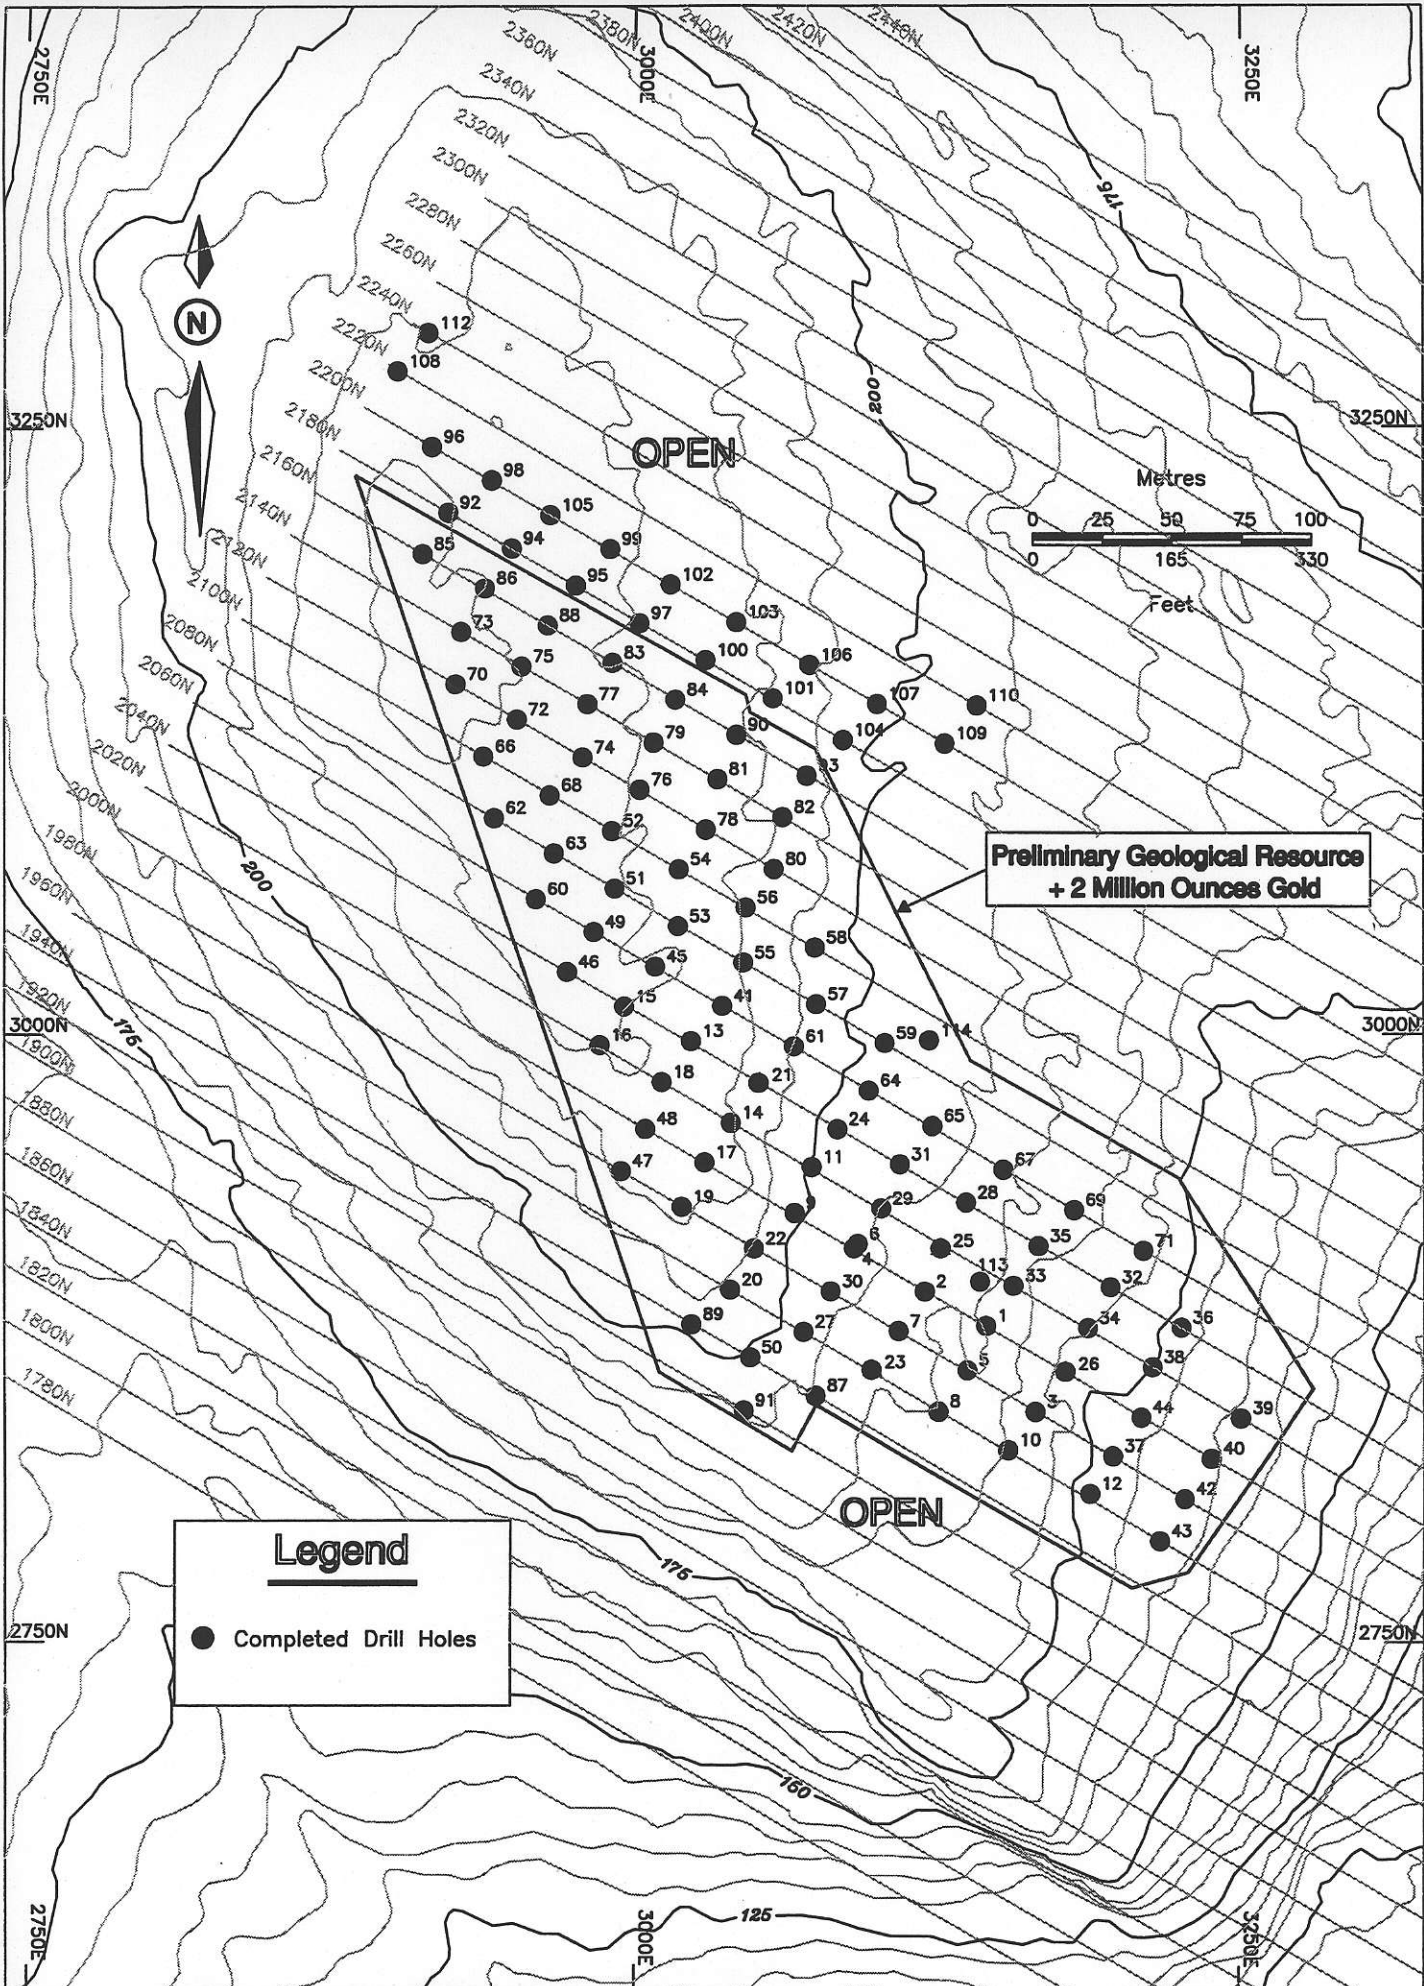 2750E
3000E
3250E
2360N
2380N
2400N
2420N
2440N
2340N
2320N
2300N
2280N
2260N
2240N
2220N
2200N
2180N
2160N
2140N
2120N
2100N
2080N
2060N
2040N
2020N
2000N
1980N
1960N
1940N
1920N
1900N
1880N
1860N
1840N
1820N
1800N
1780N
175
200
N
3250N
3250N
OPEN
Metres
0 25 50 75 100
0 165 330
Feet
112
108
96
98
92
105
85
94
99
86
95
102
73
88
97
103
75
83
100
106
70
77
84
101
107
110
72
79
90
104
109
66
74
81
93
68
76
82
62
52
78
63
54
80
60
51
56
49
53
58
46
45
55
15
41
57
16
13
61
59
114
18
21
64
48
14
24
65
47
17
11
31
67
19
9
29
28
69
22
6
4
25
35
71
20
30
2
113
33
32
89
27
7
1
34
36
50
23
5
26
38
91
87
8
3
44
39
10
37
40
12
42
43
Preliminary Geological Resource
+ 2 Million Ounces Gold
200
175
3000N
3000N
OPEN
Legend
Completed Drill Holes
175
2750N
2750N
150
125
2750E
3000E
3250E